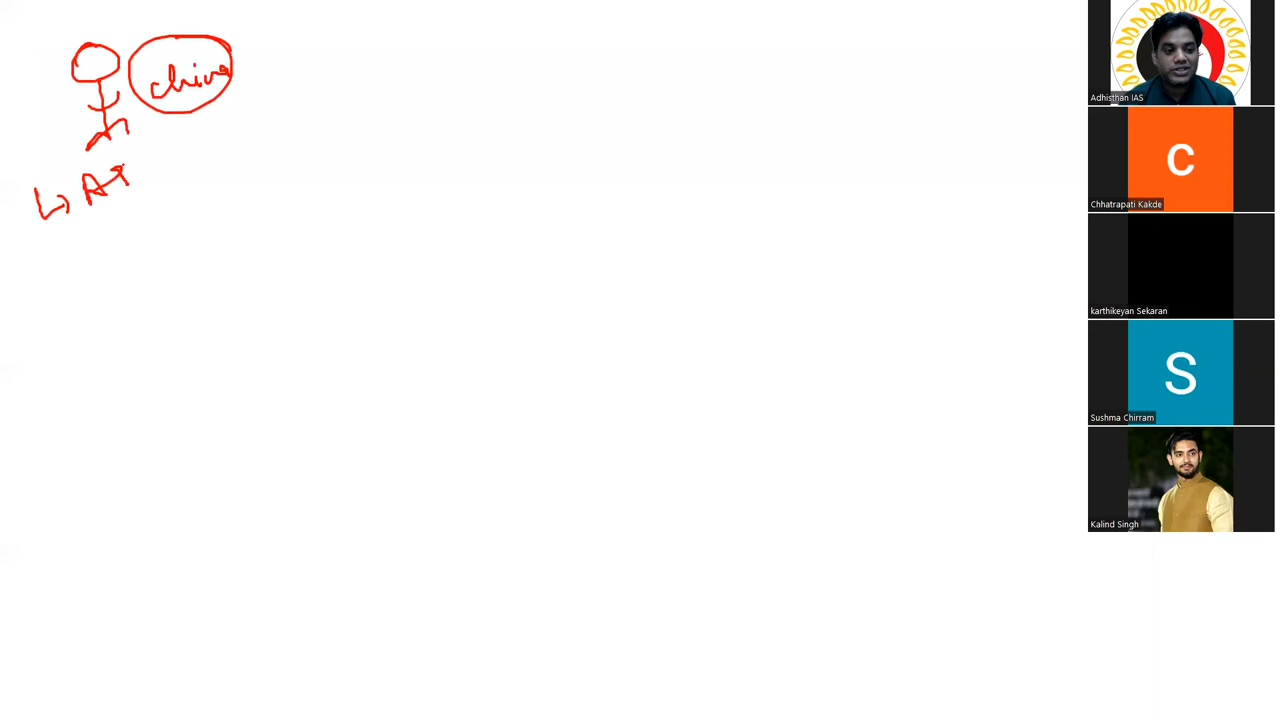 china
Adhisthan IAS
C
Chhatrapati Kakde
karthikeyan Sekaran
S
Sushma Chirram
Kalind Singh